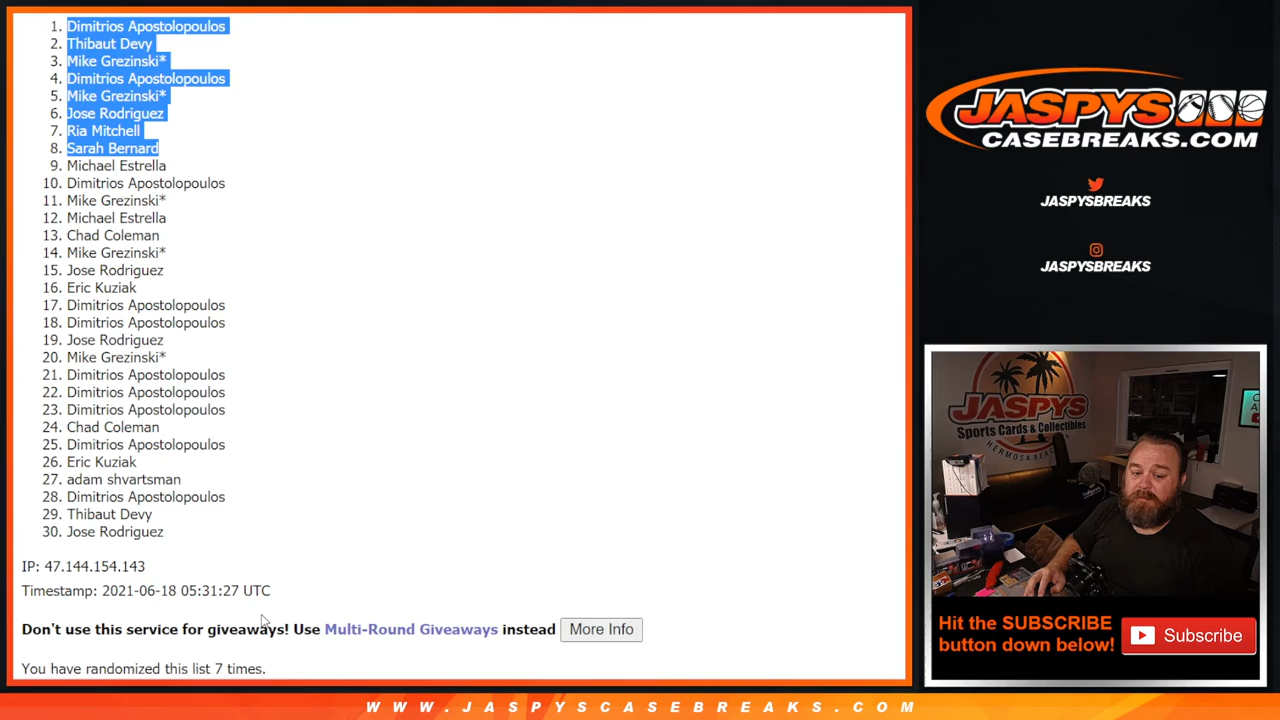 1. Dimitrios Apostolopoulos
2. Thibaut Devy
3. Mike Grezinski*
4. Dimitrios Apostolopoulos
5. Mike Grezinski*
6. Jose Rodriguez
7. Ria Mitchell
8. Sarah Bernard
9. Michael Estrella
10. Dimitrios Apostolopoulos
11. Mike Grezinski*
12. Michael Estrella
13. Chad Coleman
14. Mike Grezinski*
15. Jose Rodriguez
16. Eric Kuziak
17. Dimitrios Apostolopoulos
18. Dimitrios Apostolopoulos
19. Jose Rodriguez
20. Mike Grezinski*
21. Dimitrios Apostolopoulos
22. Dimitrios Apostolopoulos
23. Dimitrios Apostolopoulos
24. Chad Coleman
25. Dimitrios Apostolopoulos
26. Eric Kuziak
27. adam shvartsman
28. Dimitrios Apostolopoulos
29. Thibaut Devy
30. Jose Rodriguez
IP: 47.144.154.143
Timestamp: 2021-06-18 05:31:27 UTC
Don't use this service for giveaways! Use Multi-Round Giveaways instead More Info
You have randomized this list 7 times.
JASPYS
CASEBREAKS.COM
JASPYSBREAKS
JASPYSBREAKS
JASPYS
Sports Cards & Collectibles
HERMOSA BEACH
Hit the SUBSCRIBE
button down below!
Subscribe
WWW.JASPYSCASEBREAKS.COM